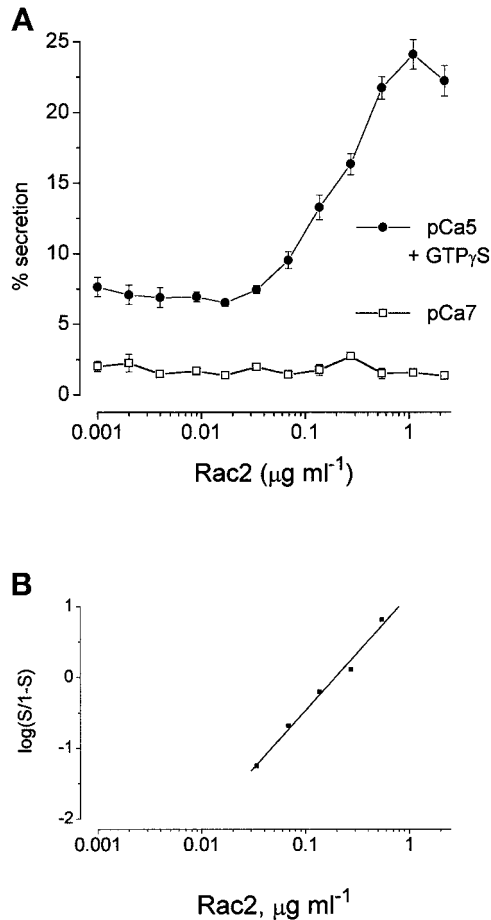 A
25
20
15
10
5
0
% secretion
pCa5
+ GTPγS
pCa7
0.001
0.01
0.1
1
Rac2 (μg ml⁻¹)
B
1
0
-1
-2
log(S/1-S)
0.001
0.01
0.1
1
Rac2, μg ml⁻¹